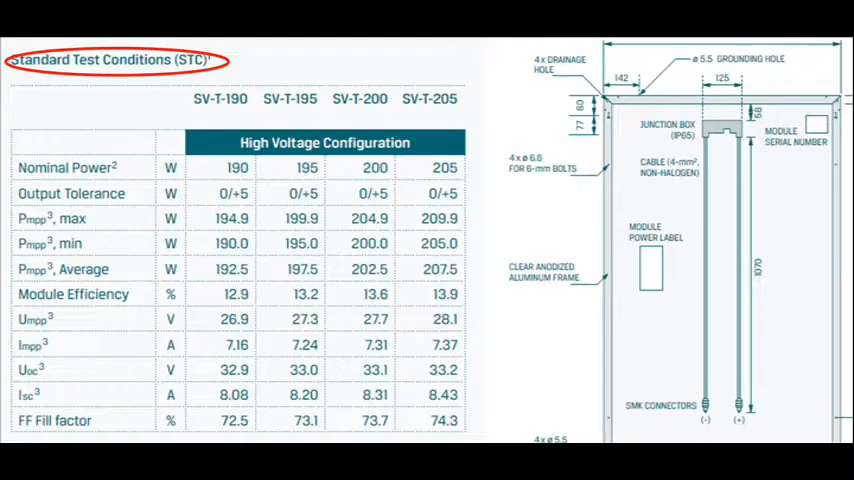 Standard Test Conditions (STC)¹
SV-T-190 SV-T-195 SV-T-200 SV-T-205
High Voltage Configuration
Nominal Power² W 190 195 200 205
Output Tolerance W 0/+5 0/+5 0/+5 0/+5
Pmpp³, max W 194.9 199.9 204.9 209.9
Pmpp³, min W 190.0 195.0 200.0 205.0
Pmpp³, Average W 192.5 197.5 202.5 207.5
Module Efficiency % 12.9 13.2 13.6 13.9
Umpp³ V 26.9 27.3 27.7 28.1
Impp³ A 7.16 7.24 7.31 7.37
Uoc³ V 32.9 33.0 33.1 33.2
Isc³ A 8.08 8.20 8.31 8.43
FF Fill factor % 72.5 73.1 73.7 74.3
4x DRAINAGE
HOLE
ø 5.5 GROUNDING HOLE
142
125
80
77
58
JUNCTION BOX
(IP65)
MODULE
SERIAL NUMBER
4 x ø 6.6
FOR 6-mm BOLTS
CABLE (4-mm²,
NON-HALOGEN)
MODULE
POWER LABEL
CLEAR ANODIZED
ALUMINUM FRAME
1070
SMK CONNECTORS
(-) (+)
4x ø 5.5